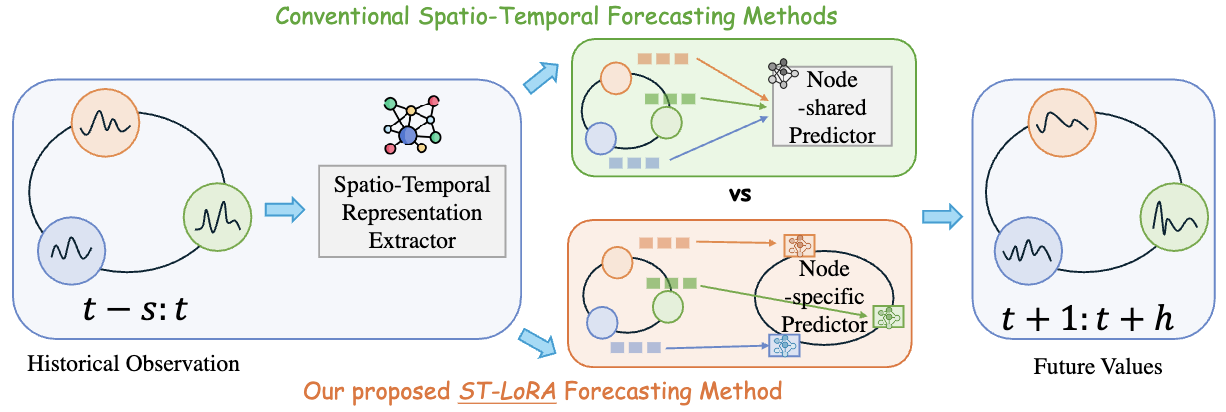 Conventional Spatio-Temporal Forecasting Methods
Spatio-Temporal
Representation
Extractor
t − s: t
Historical Observation
Node
-shared
Predictor
vs
Node
-specific
Predictor
Our proposed ST-LoRA Forecasting Method
t + 1: t + h
Future Values